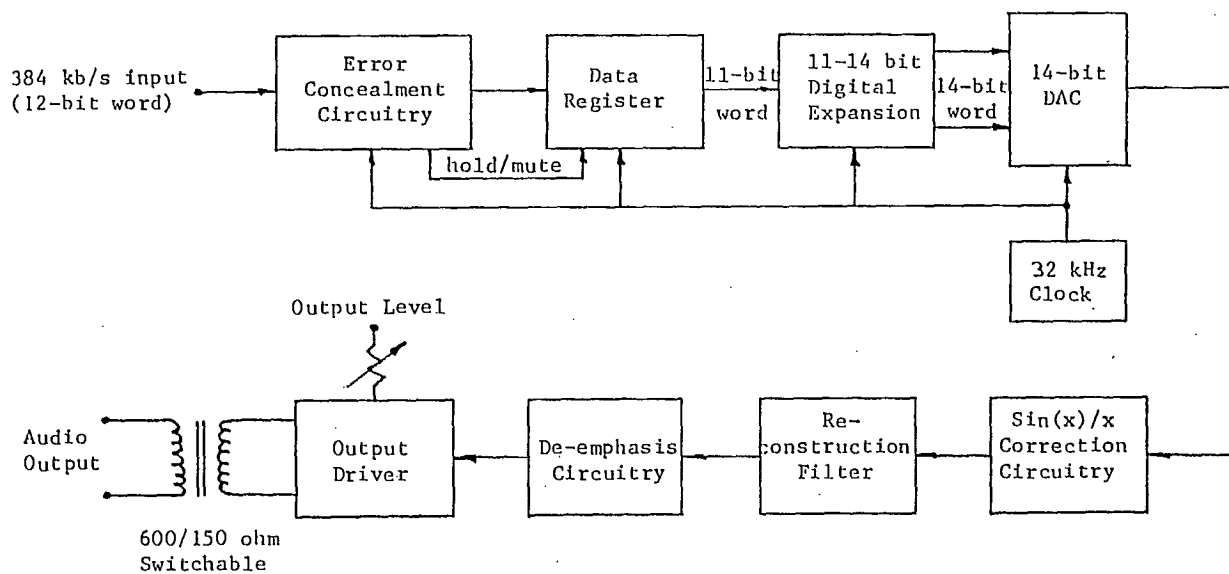 384 kb/s input
(12-bit word)
Error
Concealment
Circuitry
hold/mute
Data
Register
11-bit
word
11-14 bit
Digital
Expansion
14-bit
word
14-bit
DAC
32 kHz
Clock
Output Level
Audio
Output
600/150 ohm
Switchable
Output
Driver
De-emphasis
Circuitry
Re-
construction
Filter
Sin(x)/x
Correction
Circuitry